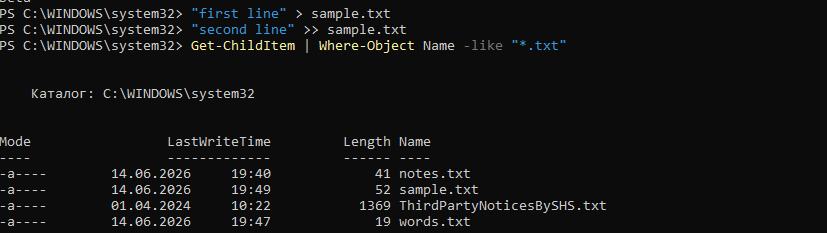 PS C:\WINDOWS\system32> "first line" > sample.txt
PS C:\WINDOWS\system32> "second line" >> sample.txt
PS C:\WINDOWS\system32> Get-ChildItem | Where-Object Name -like "*.txt"
Каталог: C:\WINDOWS\system32
Mode LastWriteTime Length Name
---- ------------- ------ ----
-a---- 14.06.2026 19:40 41 notes.txt
-a---- 14.06.2026 19:49 52 sample.txt
-a---- 01.04.2024 10:22 1369 ThirdPartyNoticesBySHS.txt
-a---- 14.06.2026 19:47 19 words.txt